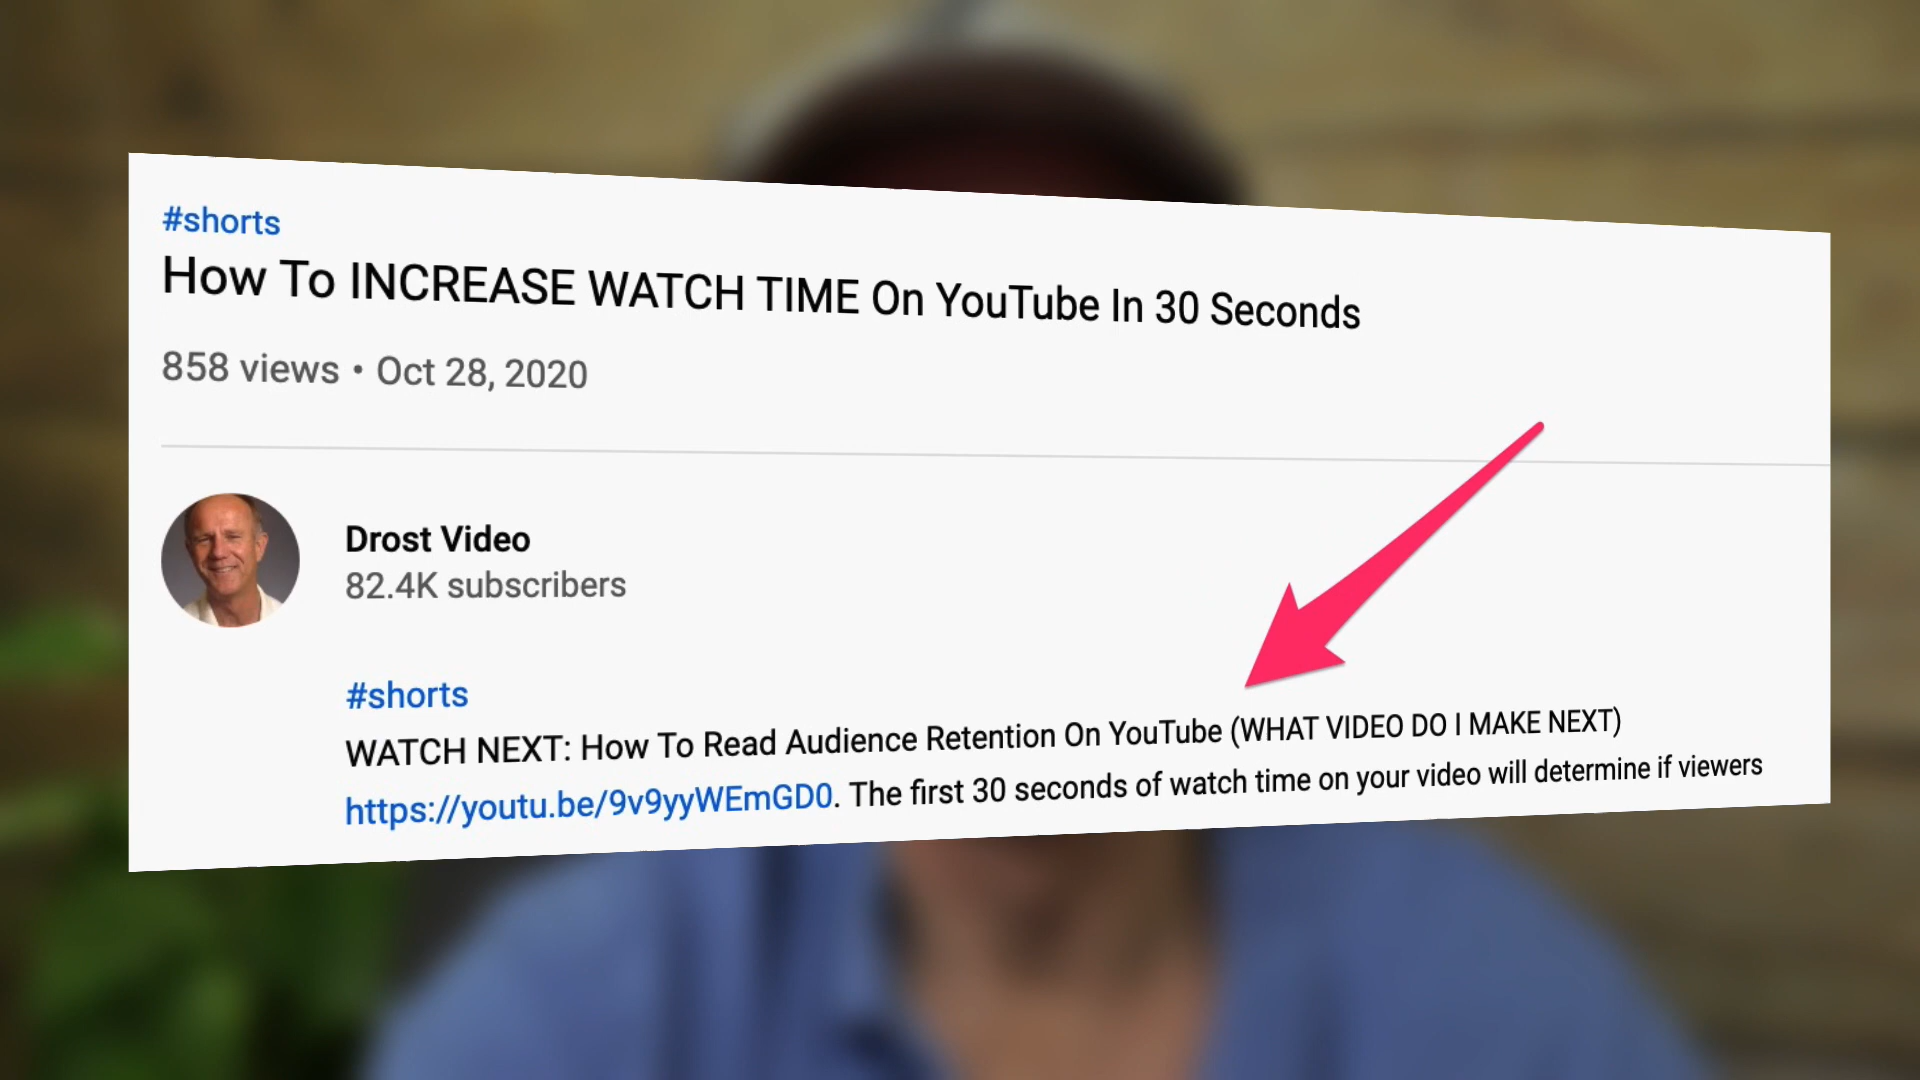 #shorts
How To INCREASE WATCH TIME On YouTube In 30 Seconds
858 views • Oct 28, 2020
Drost Video
82.4K subscribers
#shorts
WATCH NEXT: How To Read Audience Retention On YouTube (WHAT VIDEO DO I MAKE NEXT)
https://youtu.be/9v9yyWEmGD0. The first 30 seconds of watch time on your video will determine if viewers